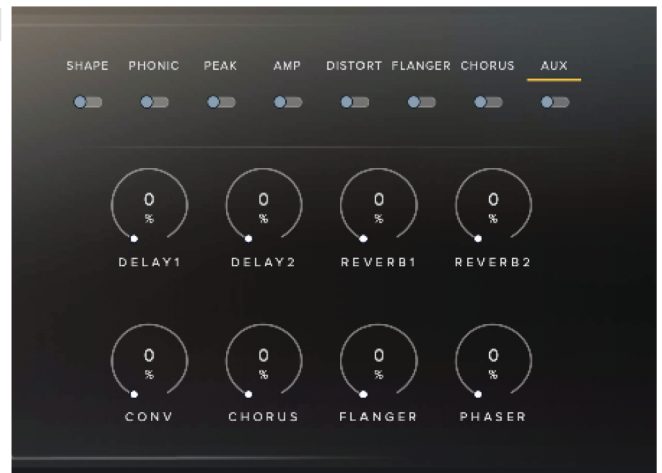 SHAPE PHONIC PEAK AMP DISTORT FLANGER CHORUS AUX
0 0 0 0
% % % %
DELAY1 DELAY2 REVERB1 REVERB2
0 0 0 0
% % % %
CONV CHORUS FLANGER PHASER